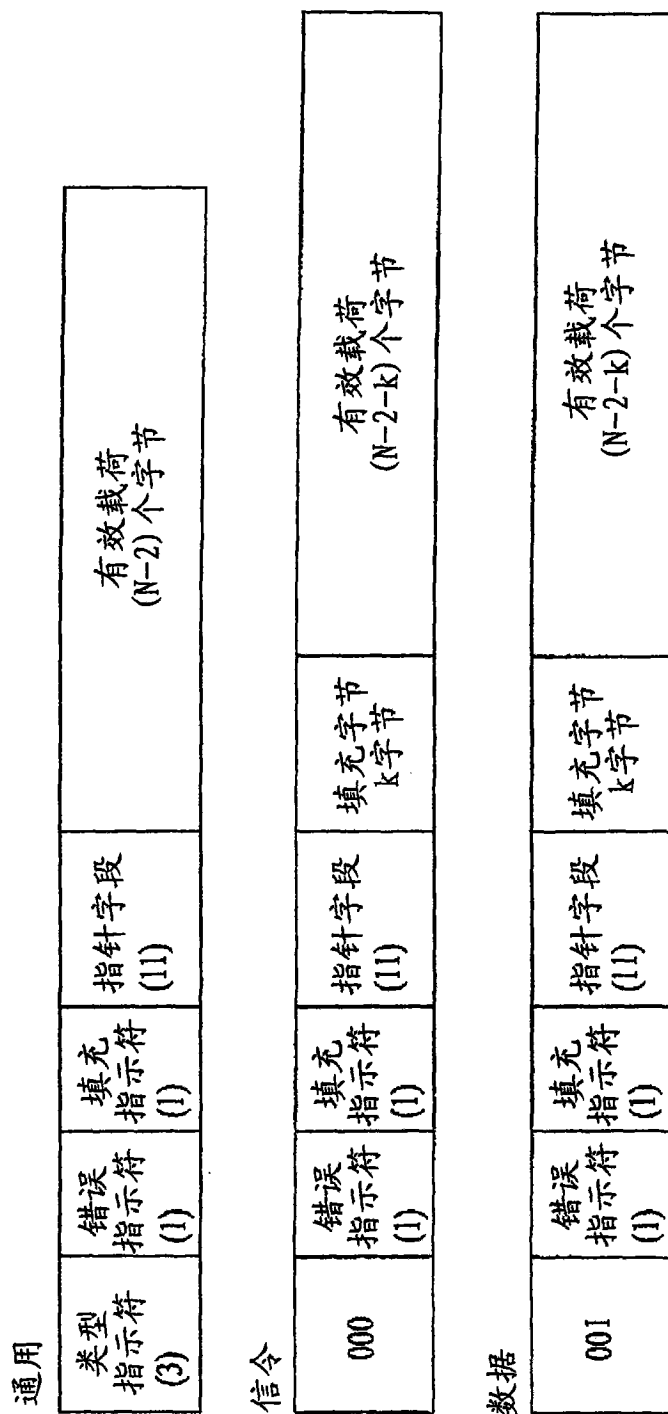 通用
类型
指示符
(3)
错误
指示符
(1)
填充
指示符
(1)
指针字段
(11)
有效载荷
(N-2)个字节
信令
000
错误
指示符
(1)
填充
指示符
(1)
指针字段
(11)
填充字节
k字节
有效载荷
(N-2-k)个字节
数据
001
错误
指示符
(1)
填充
指示符
(1)
指针字段
(11)
填充字节
k字节
有效载荷
(N-2-k)个字节